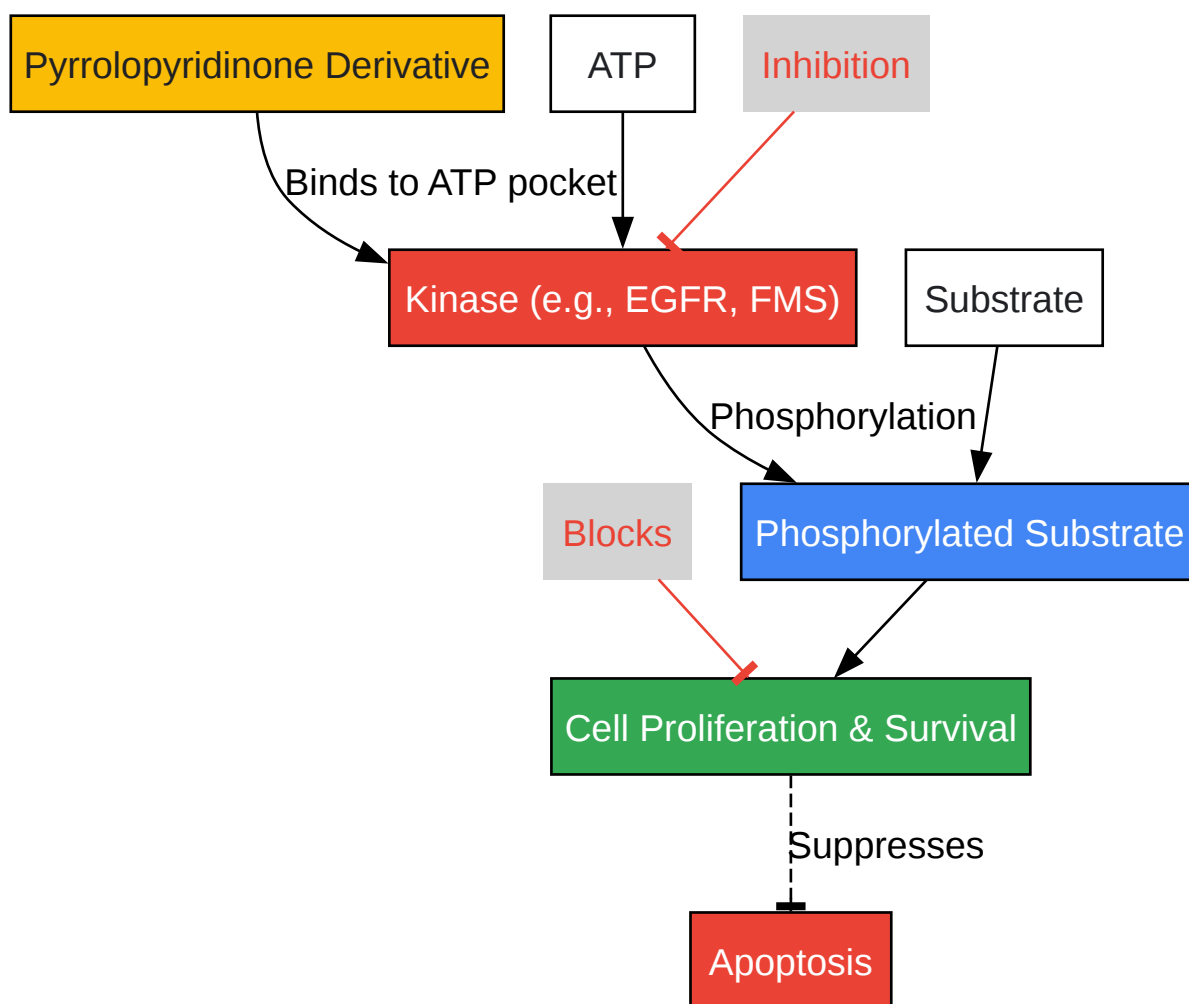 Pyrrolopyridinone Derivative
ATP
Inhibition
Binds to ATP pocket
Kinase (e.g., EGFR, FMS)
Substrate
Phosphorylation
Blocks
Phosphorylated Substrate
Cell Proliferation & Survival
Suppresses
Apoptosis